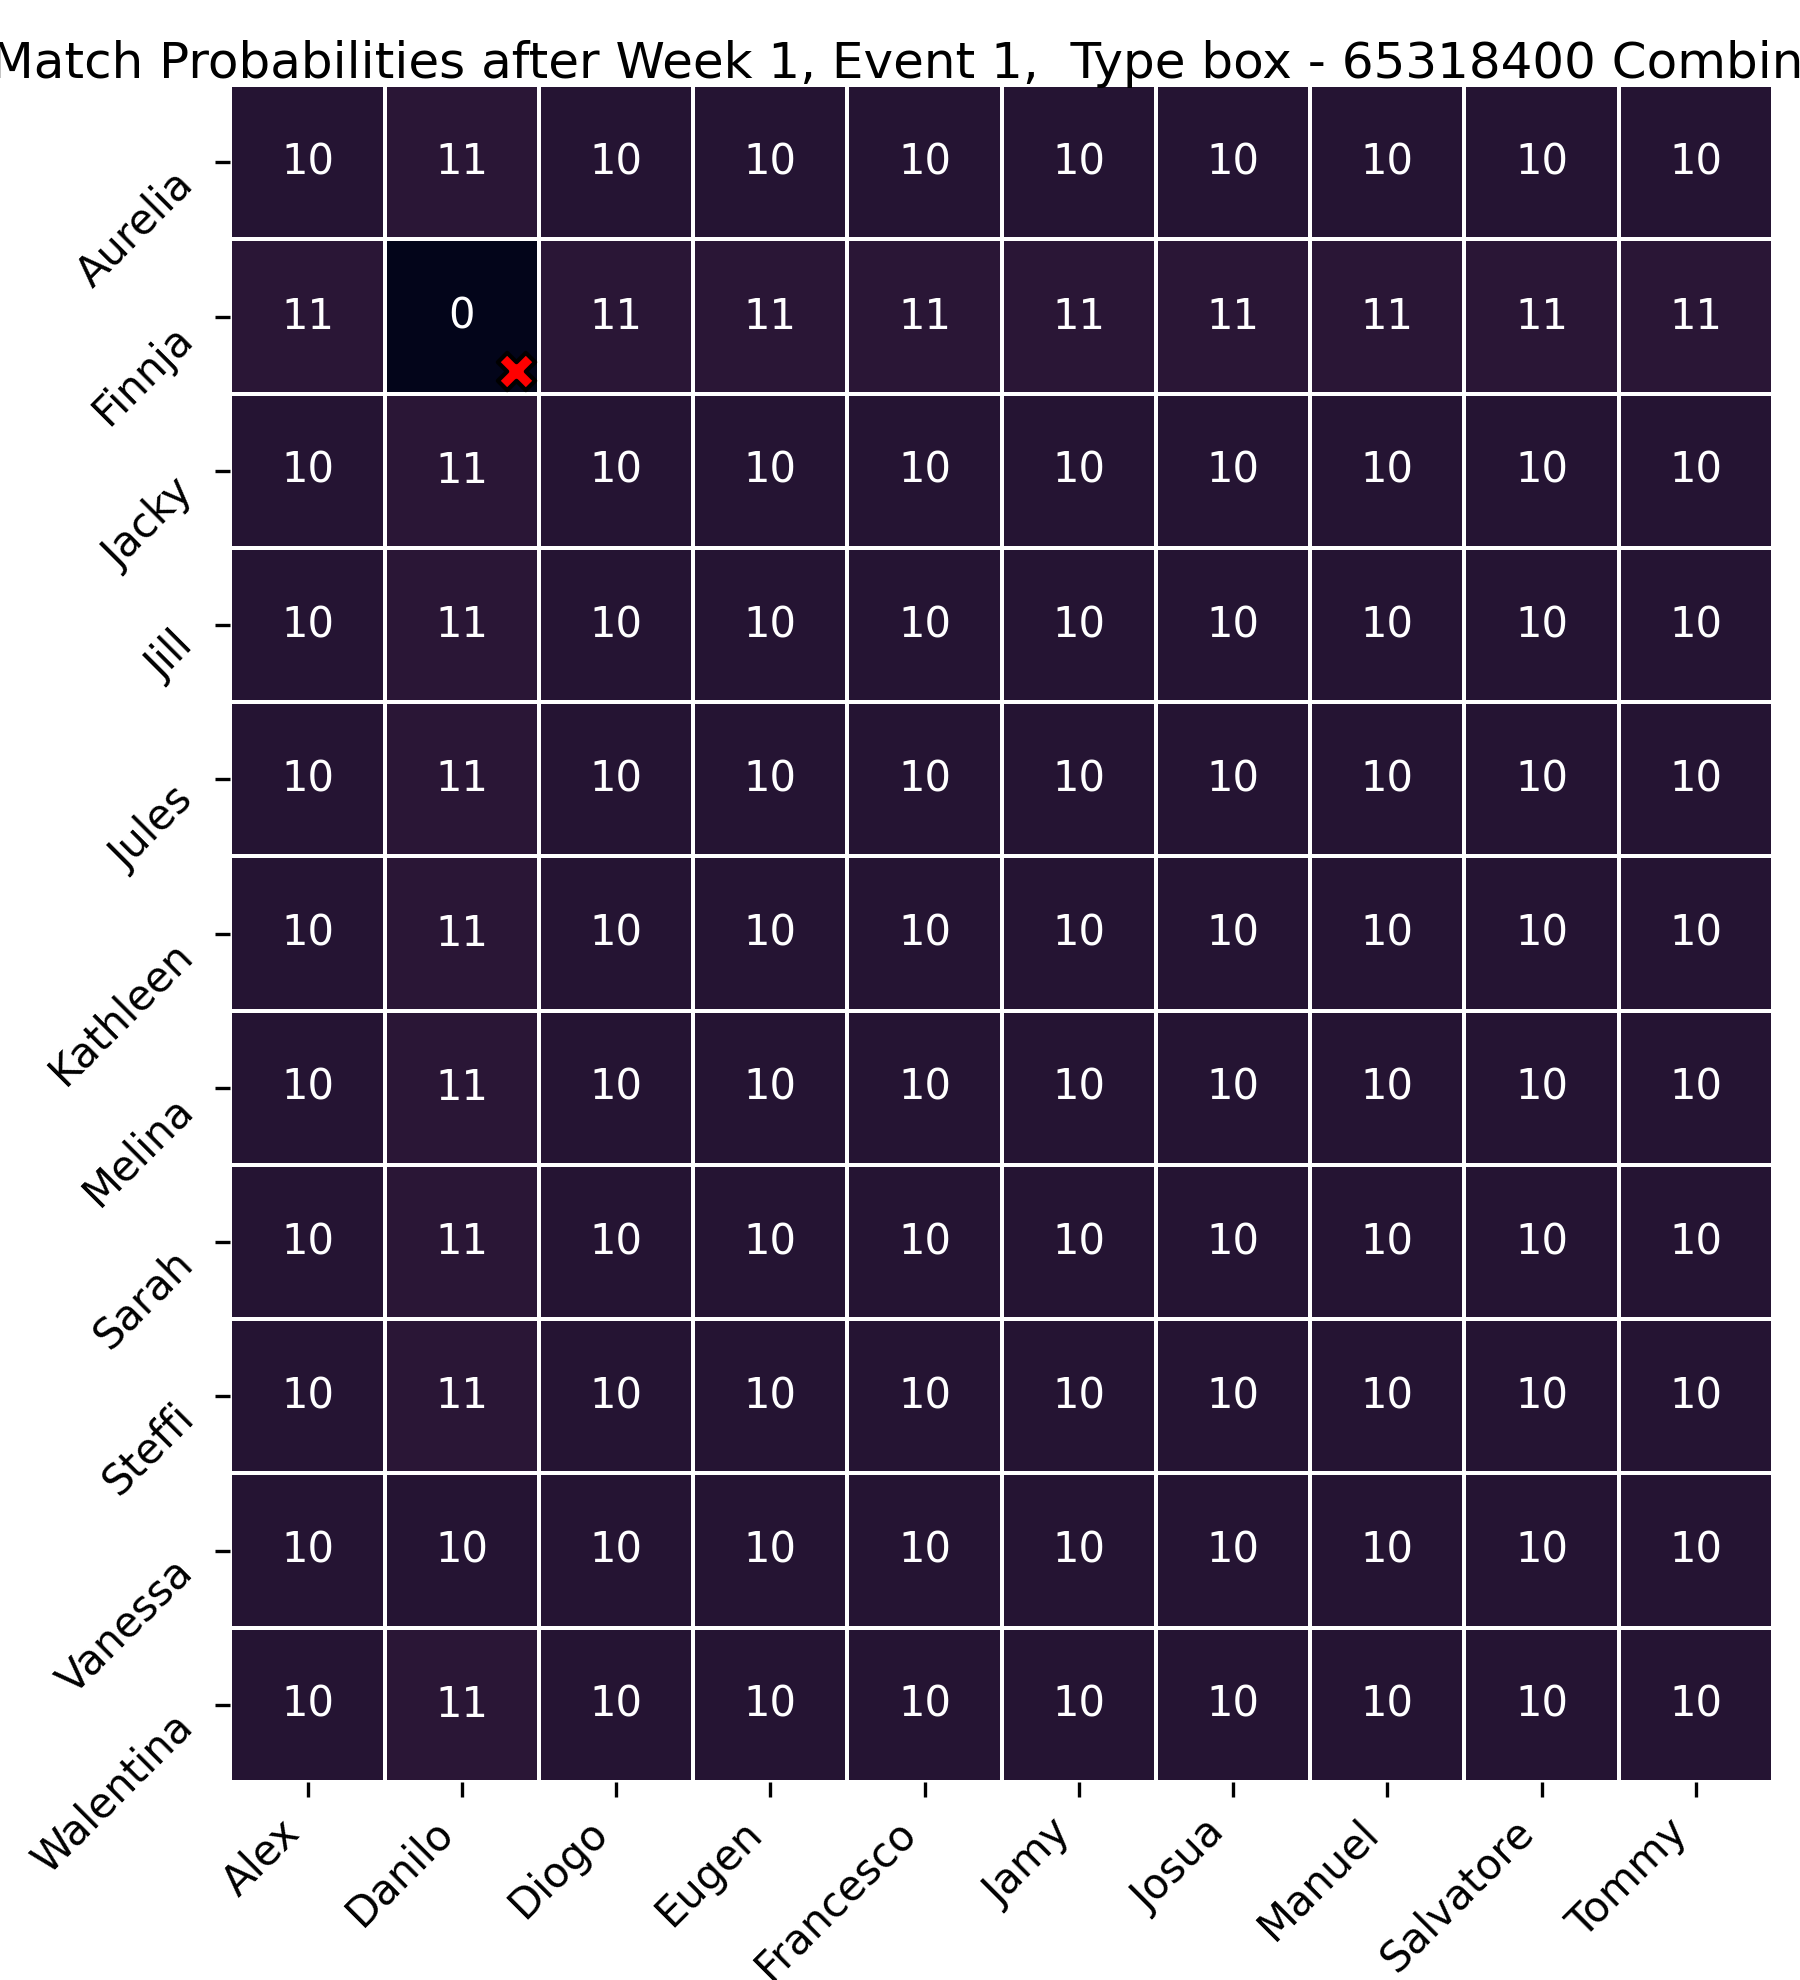 Match Probabilities after Week 1, Event 1,  Type box - 65318400 Combin
Aurelia 10 11 10 10 10 10 10 10 10 10
Finnja 11 0 11 11 11 11 11 11 11 11
Jacky 10 11 10 10 10 10 10 10 10 10
Jill 10 11 10 10 10 10 10 10 10 10
Jules 10 11 10 10 10 10 10 10 10 10
Kathleen 10 11 10 10 10 10 10 10 10 10
Melina 10 11 10 10 10 10 10 10 10 10
Sarah 10 11 10 10 10 10 10 10 10 10
Steffi 10 11 10 10 10 10 10 10 10 10
Vanessa 10 10 10 10 10 10 10 10 10 10
Walentina 10 11 10 10 10 10 10 10 10 10
Alex Danilo Diogo Eugen Francesco Jamy Josua Manuel Salvatore Tommy